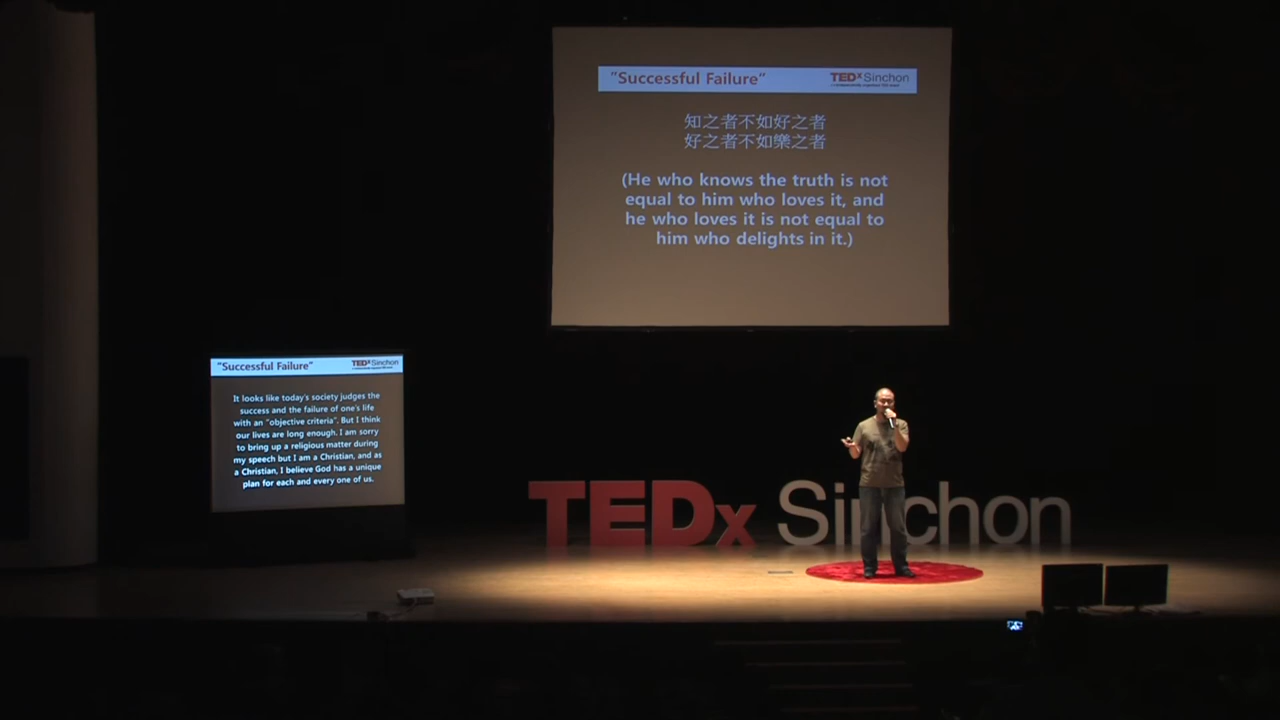 "Successful Failure"
TEDx Sinchon
知之者不如好之者
好之者不如樂之者
(He who knows the truth is not
equal to him who loves it, and
he who loves it is not equal to
him who delights in it.)
"Successful Failure"
TEDx Sinchon
It looks like today's society judges the
success and the failure of one's life
with an "objective criteria". But I think
our lives are long enough. I am sorry
to bring up a religious matter during
my speech but I am a Christian, and as
a Christian, I believe God has a unique
plan for each and every one of us.
TEDx Sinchon